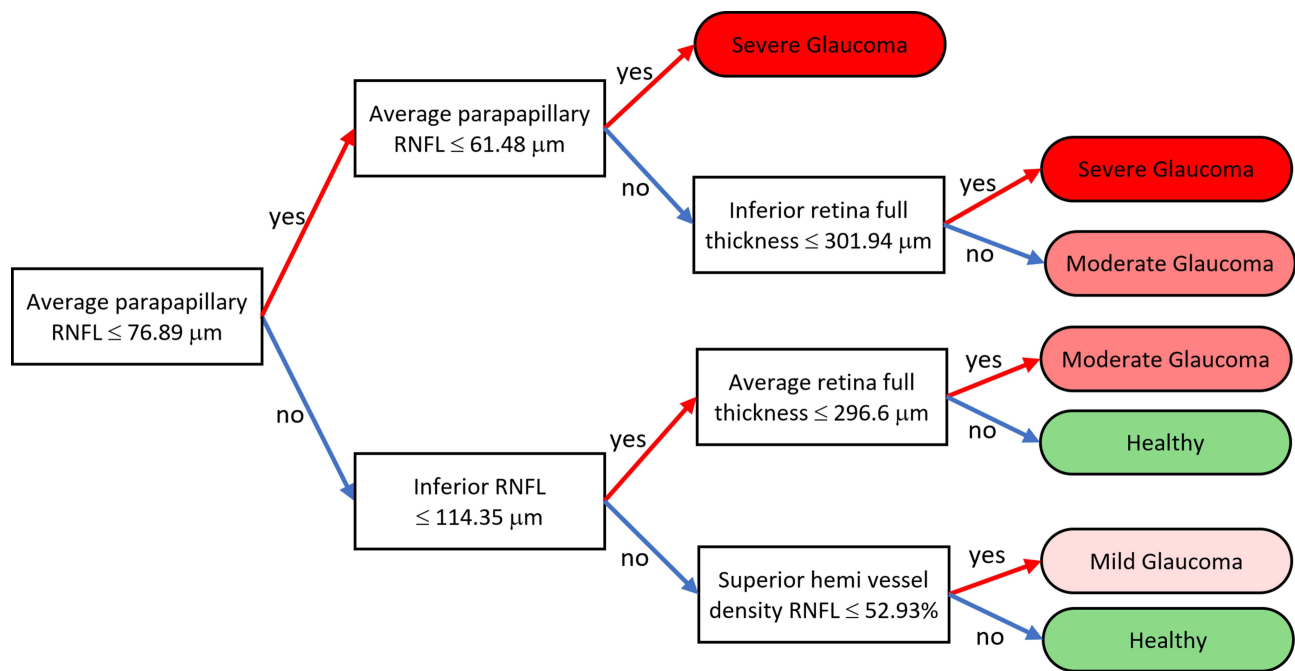 Severe Glaucoma
yes
Average parapapillary
RNFL ≤ 61.48 μm
no
yes
Severe Glaucoma
Inferior retina full
thickness ≤ 301.94 μm
no
Moderate Glaucoma
yes
Average parapapillary
RNFL ≤ 76.89 μm
no
yes
Moderate Glaucoma
Average retina full
thickness ≤ 296.6 μm
no
Healthy
yes
Inferior RNFL
≤ 114.35 μm
no
yes
Mild Glaucoma
Superior hemi vessel
density RNFL ≤ 52.93%
no
Healthy